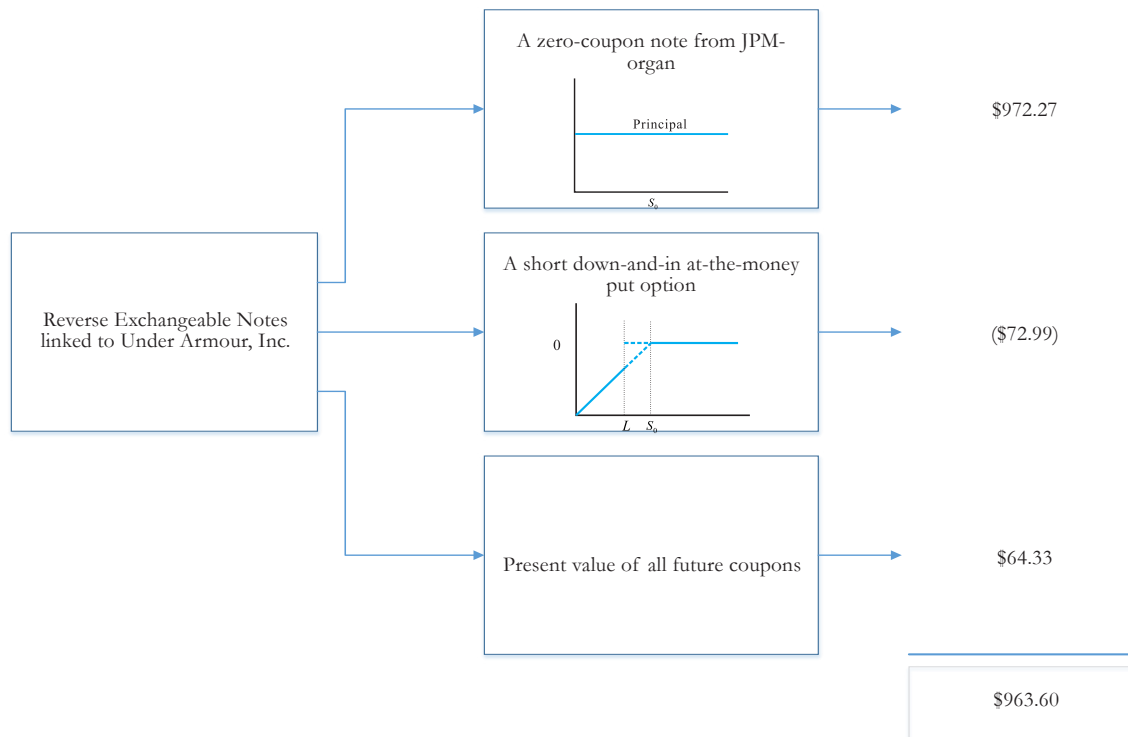 A zero-coupon note from JPM-
organ
Principal
S₀
$972.27
Reverse Exchangeable Notes
linked to Under Armour, Inc.
A short down-and-in at-the-money
put option
0
L S₀
($72.99)
Present value of all future coupons
$64.33
$963.60